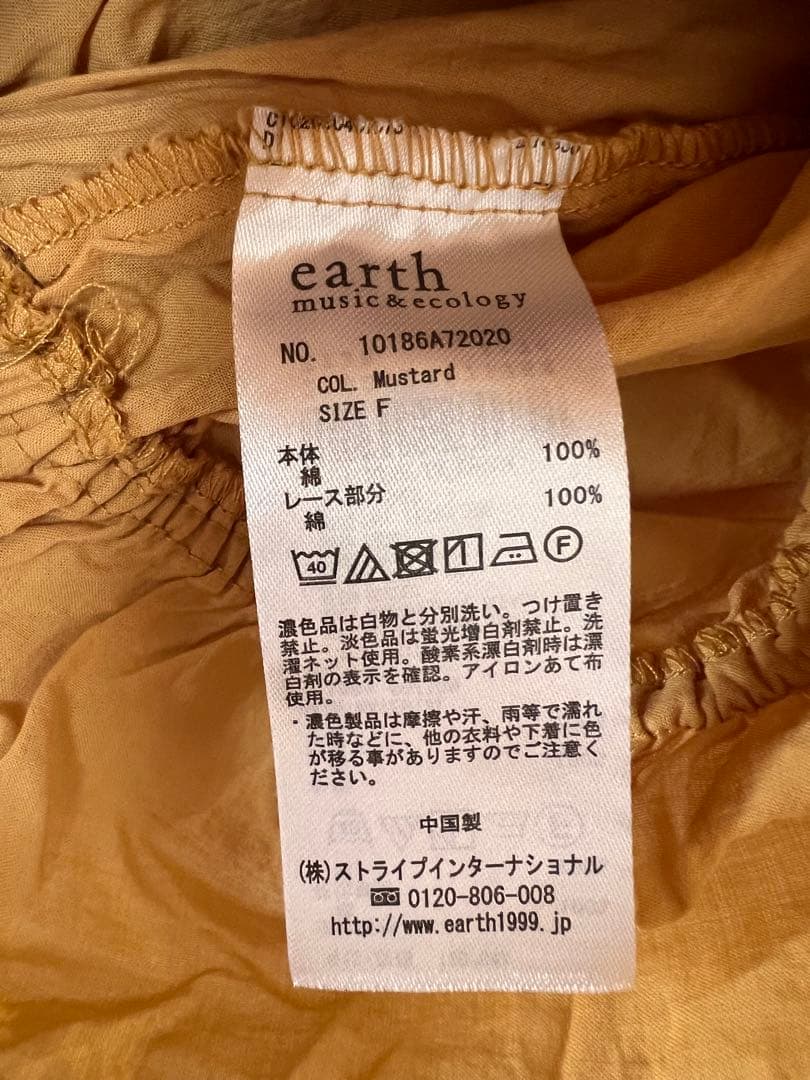 earth
music&ecology
NO. 10186A72020
COL. Mustard
SIZE F
本体 100%
綿
レース部分 100%
綿
40 F
濃色品は白物と分別洗い。つけ置き
禁止。淡色品は蛍光増白剤禁止。洗
濯ネット使用。酸素系漂白剤時は漂
白剤の表示を確認。アイロンあて布
使用。
・濃色製品は摩擦や汗、雨等で濡れ
た時などに、他の衣料や下着に色
が移る事がありますのでご注意く
ださい。
中国製
(株)ストライプインターナショナル
0120-806-008
http://www.earth1999.jp